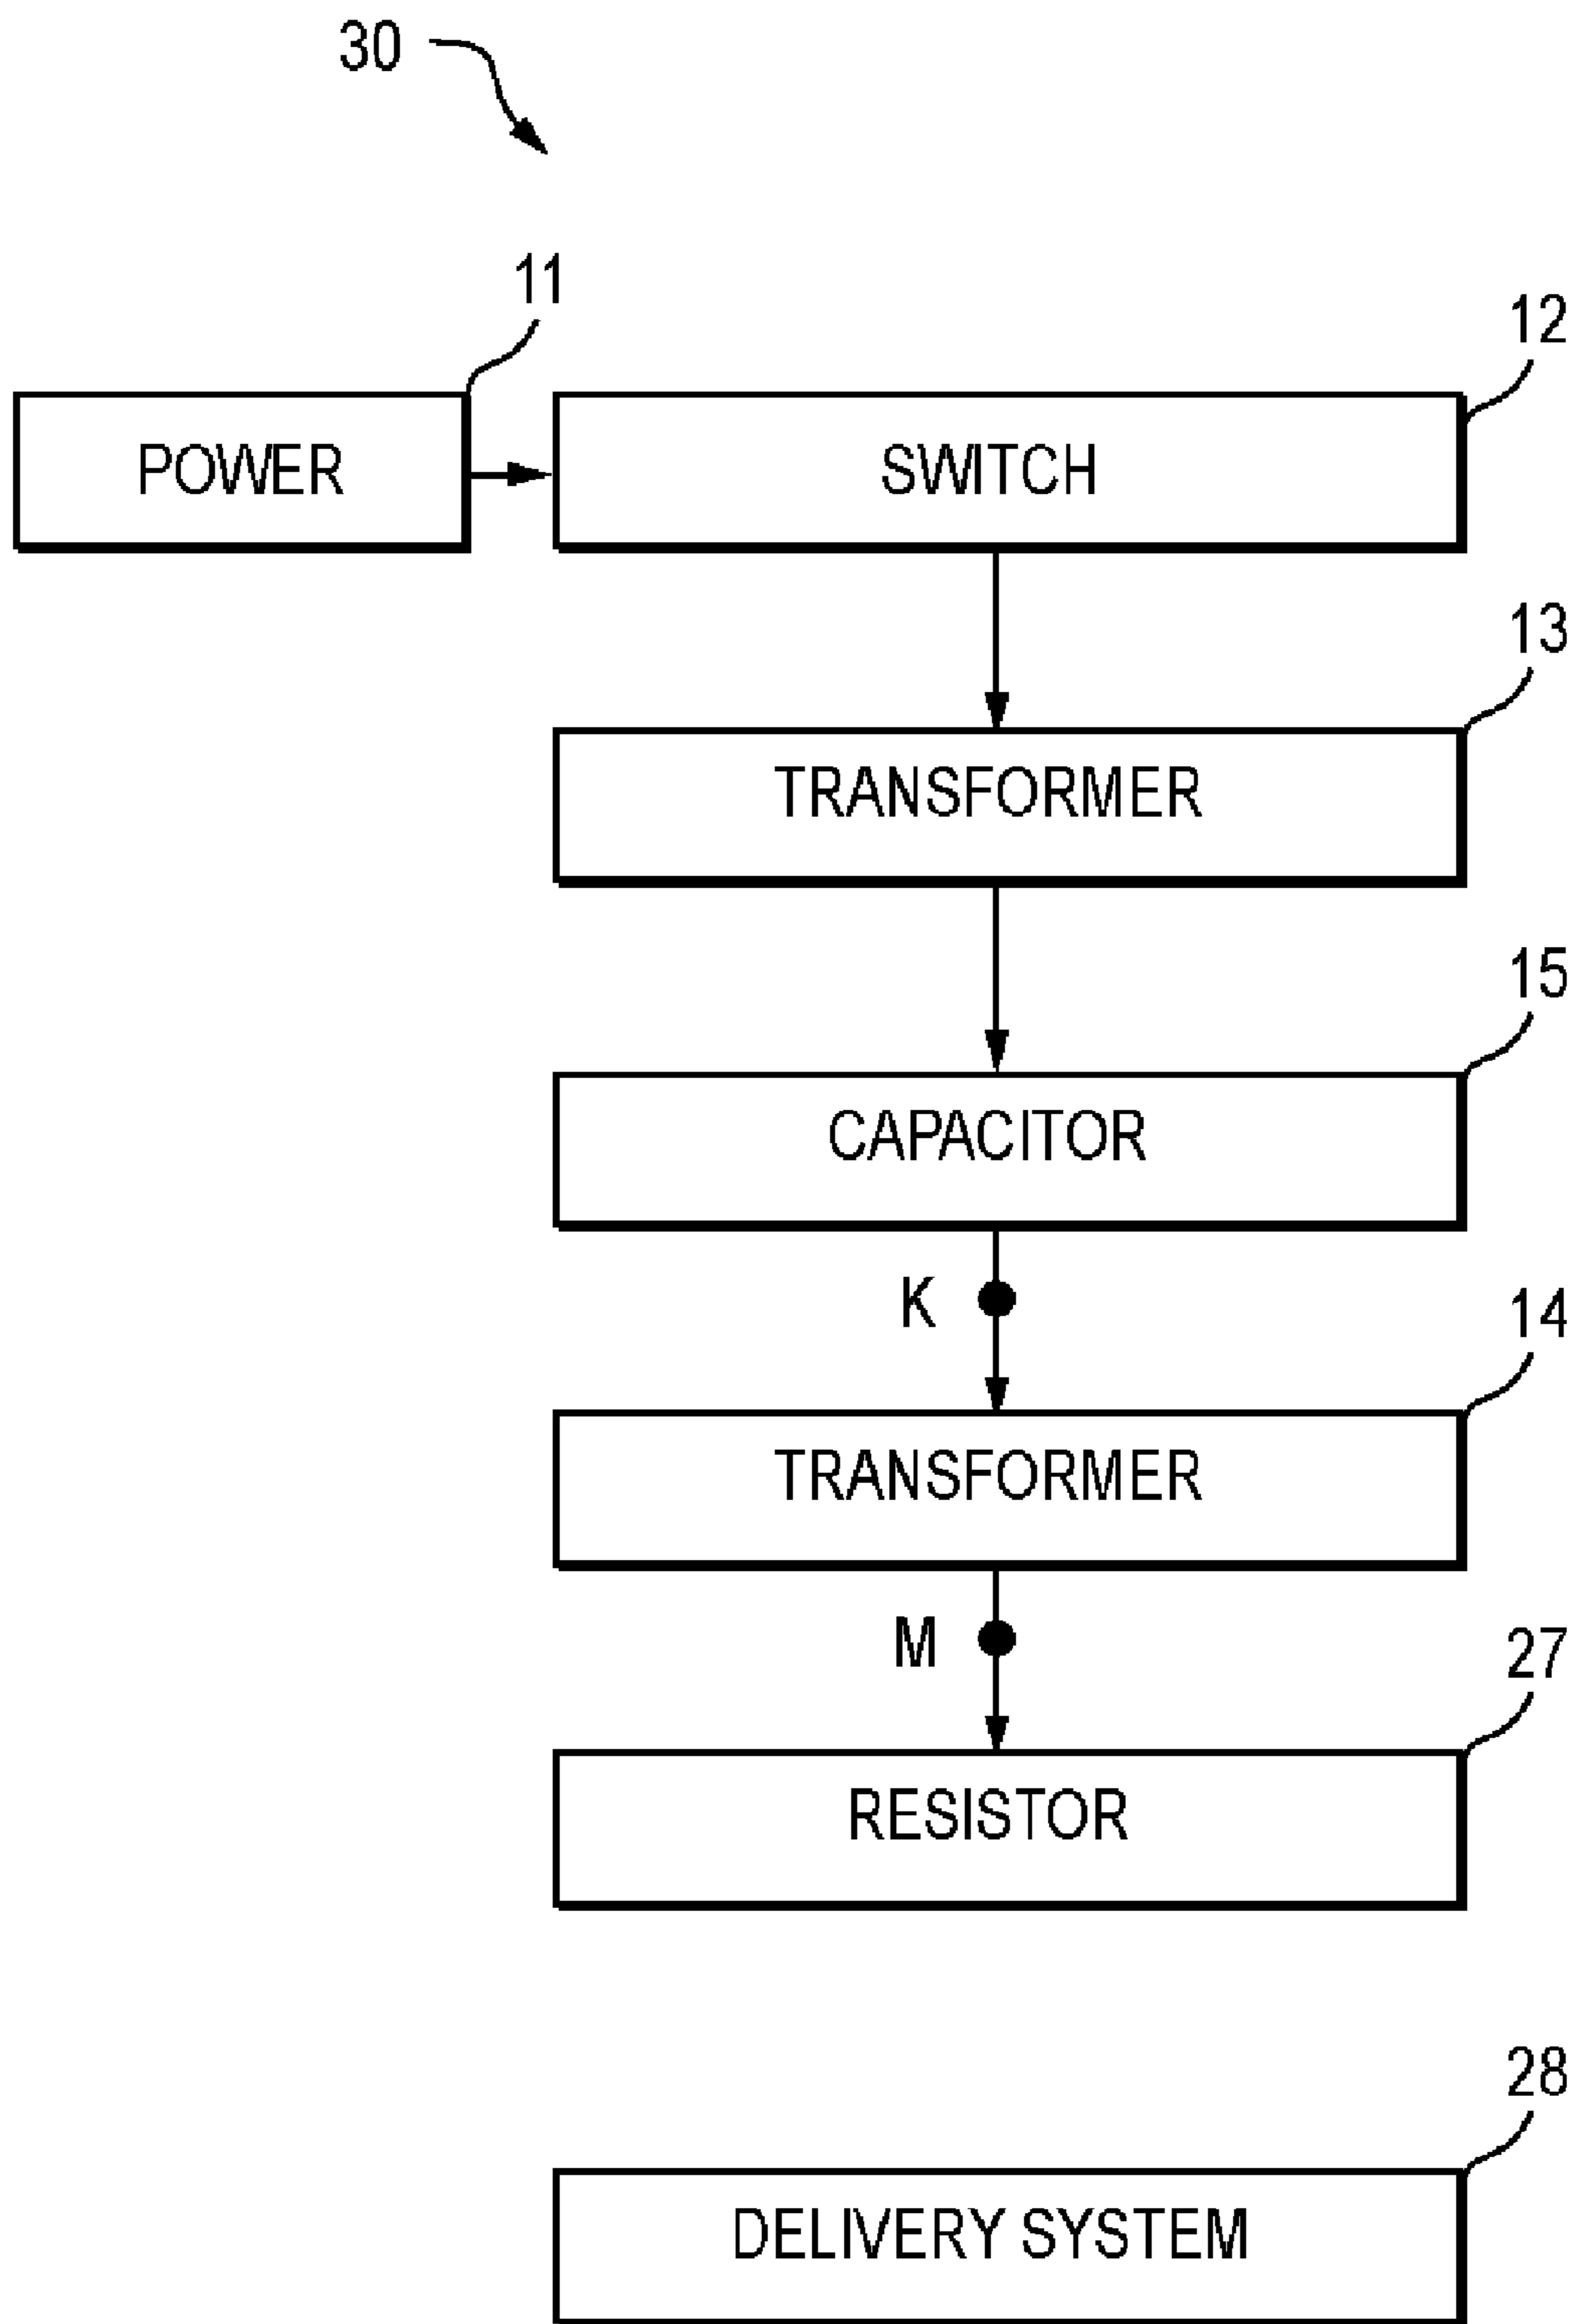 30
11
12
POWER
SWITCH
13
TRANSFORMER
15
CAPACITOR
K
14
TRANSFORMER
M
27
RESISTOR
28
DELIVERY SYSTEM